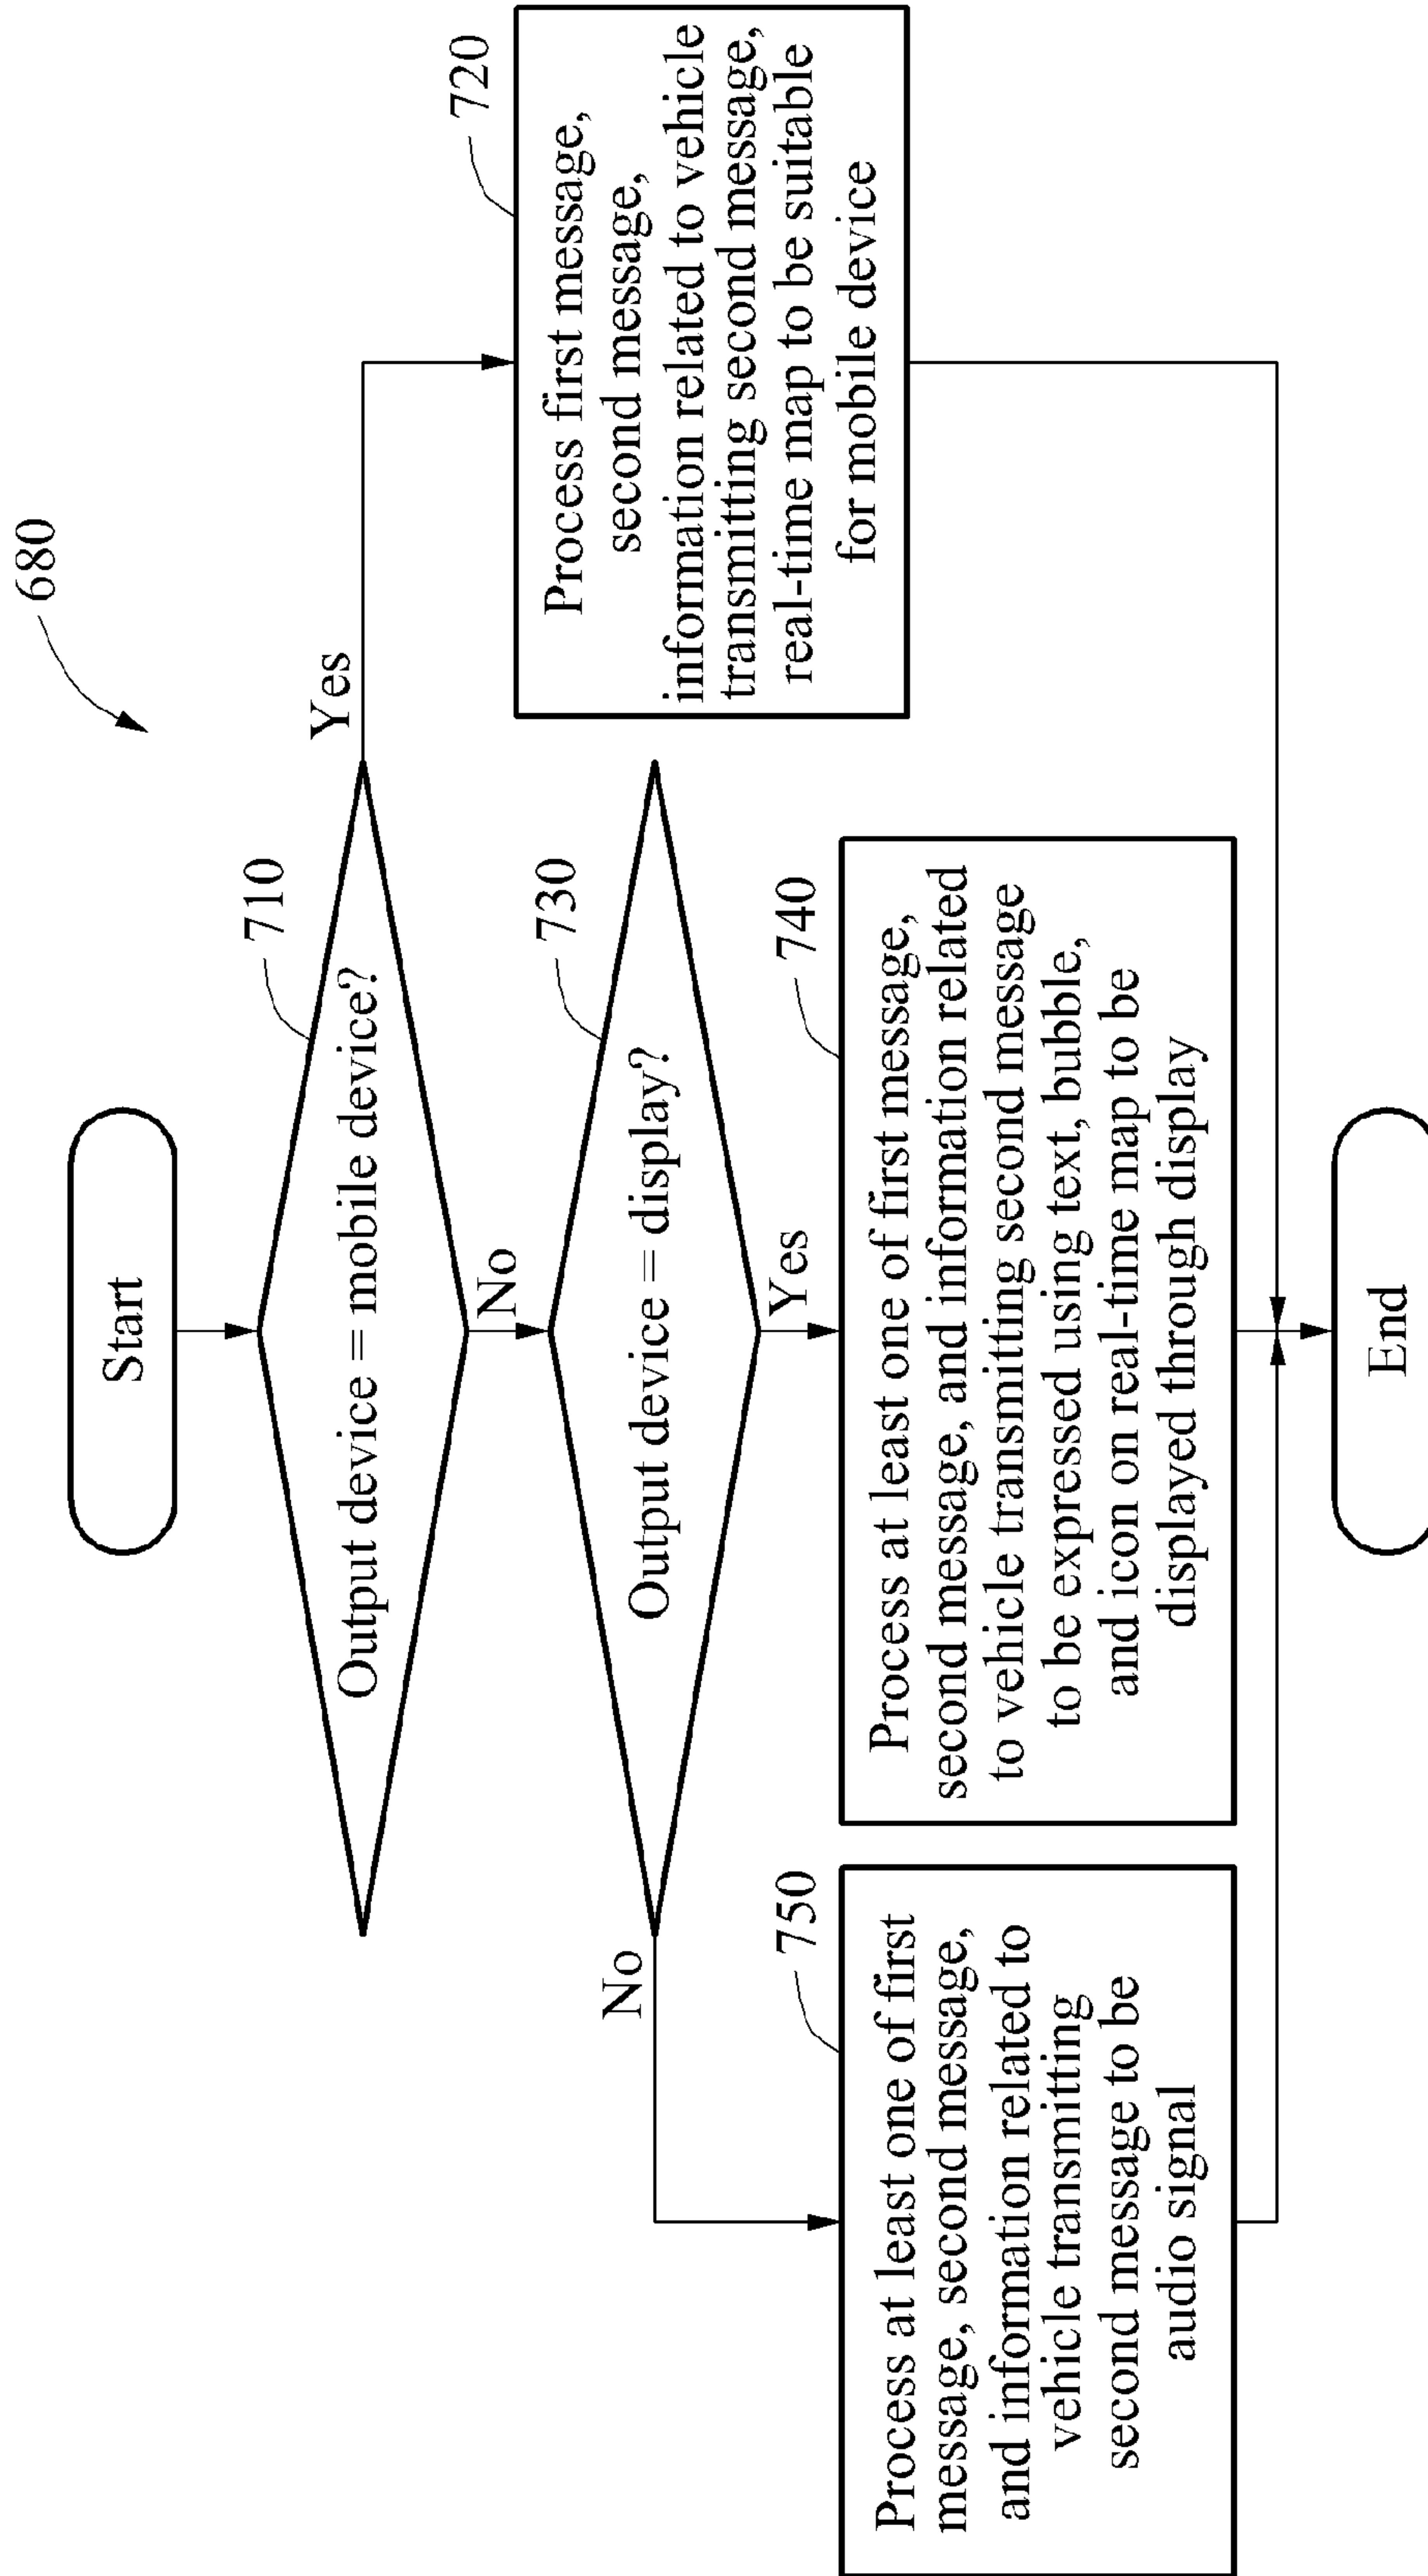 680
Start
710
Output device = mobile device?
Yes
No
720
Process first message,
second message,
information related to vehicle
transmitting second message,
real-time map to be suitable
for mobile device
730
Output device = display?
No
Yes
750
Process at least one of first
message, second message,
and information related to
vehicle transmitting
second message to be
audio signal
740
Process at least one of first message,
second message, and information related
to vehicle transmitting second message
to be expressed using text, bubble,
and icon on real-time map to be
displayed through display
End